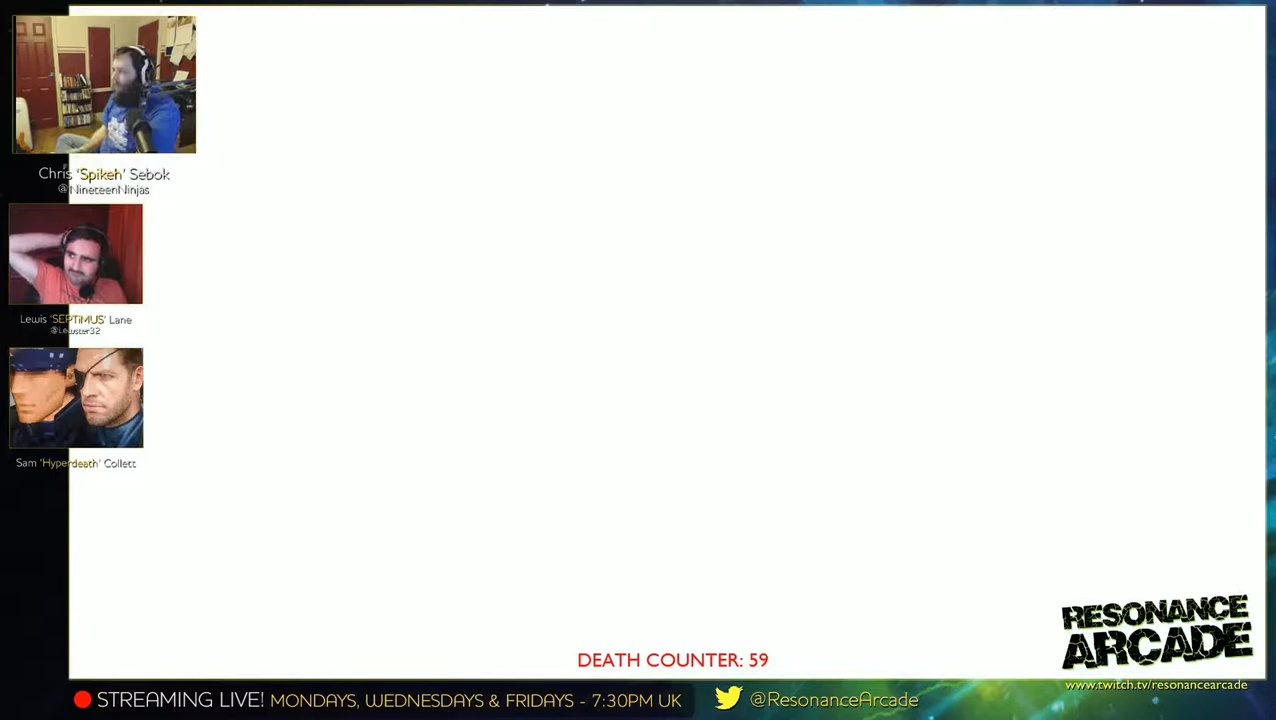 Chris 'Spikeh' Sebok
@NineteenNinjas
Lewis 'SEPTiMUS' Lane
@Lewster32
Sam 'Hyperdeath' Collett
RESONANCE
ARCADE
www.twitch.tv/resonancearcade
DEATH COUNTER: 59
STREAMING LIVE! MONDAYS, WEDNESDAYS & FRIDAYS - 7:30PM UK
@ResonanceArcade